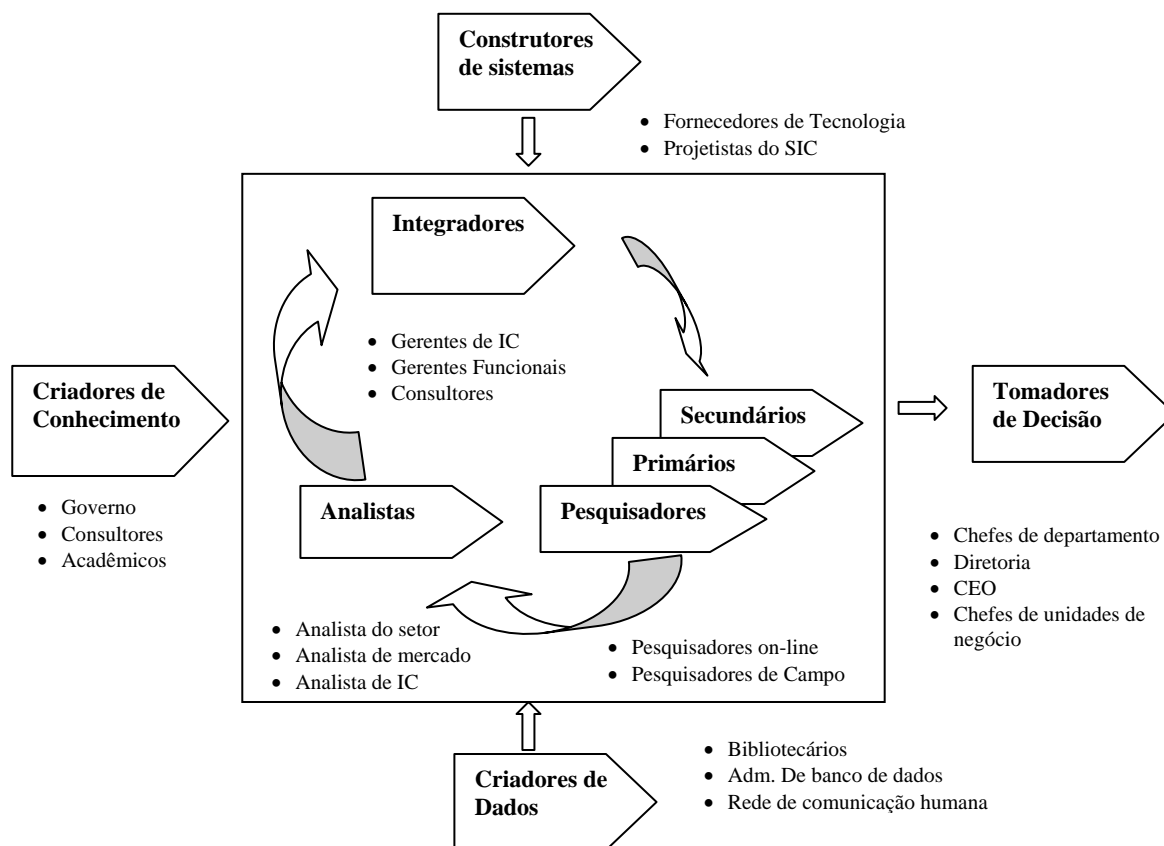 Construtores
de sistemas
• Fornecedores de Tecnologia
• Projetistas do SIC
Integradores
• Gerentes de IC
• Gerentes Funcionais
• Consultores
Criadores de
Conhecimento
• Governo
• Consultores
• Acadêmicos
Secundários
Primários
Pesquisadores
Analistas
Tomadores
de Decisão
• Chefes de departamento
• Diretoria
• CEO
• Chefes de unidades de
negócio
• Analista do setor
• Analista de mercado
• Analista de IC
• Pesquisadores on-line
• Pesquisadores de Campo
Criadores de
Dados
• Bibliotecários
• Adm. De banco de dados
• Rede de comunicação humana